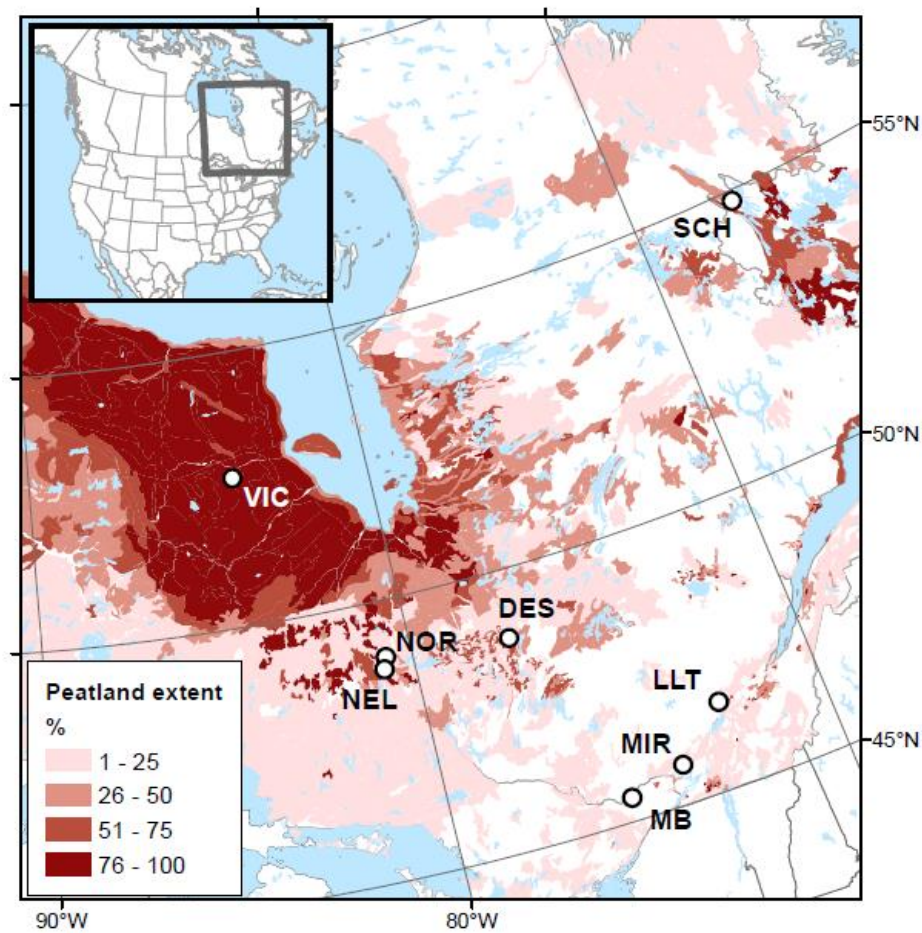 55°N
SCH
50°N
VIC
DES
NOR
NEL
LLT
MIR
MB
45°N
Peatland extent
%
1 - 25
26 - 50
51 - 75
76 - 100
90°W
80°W